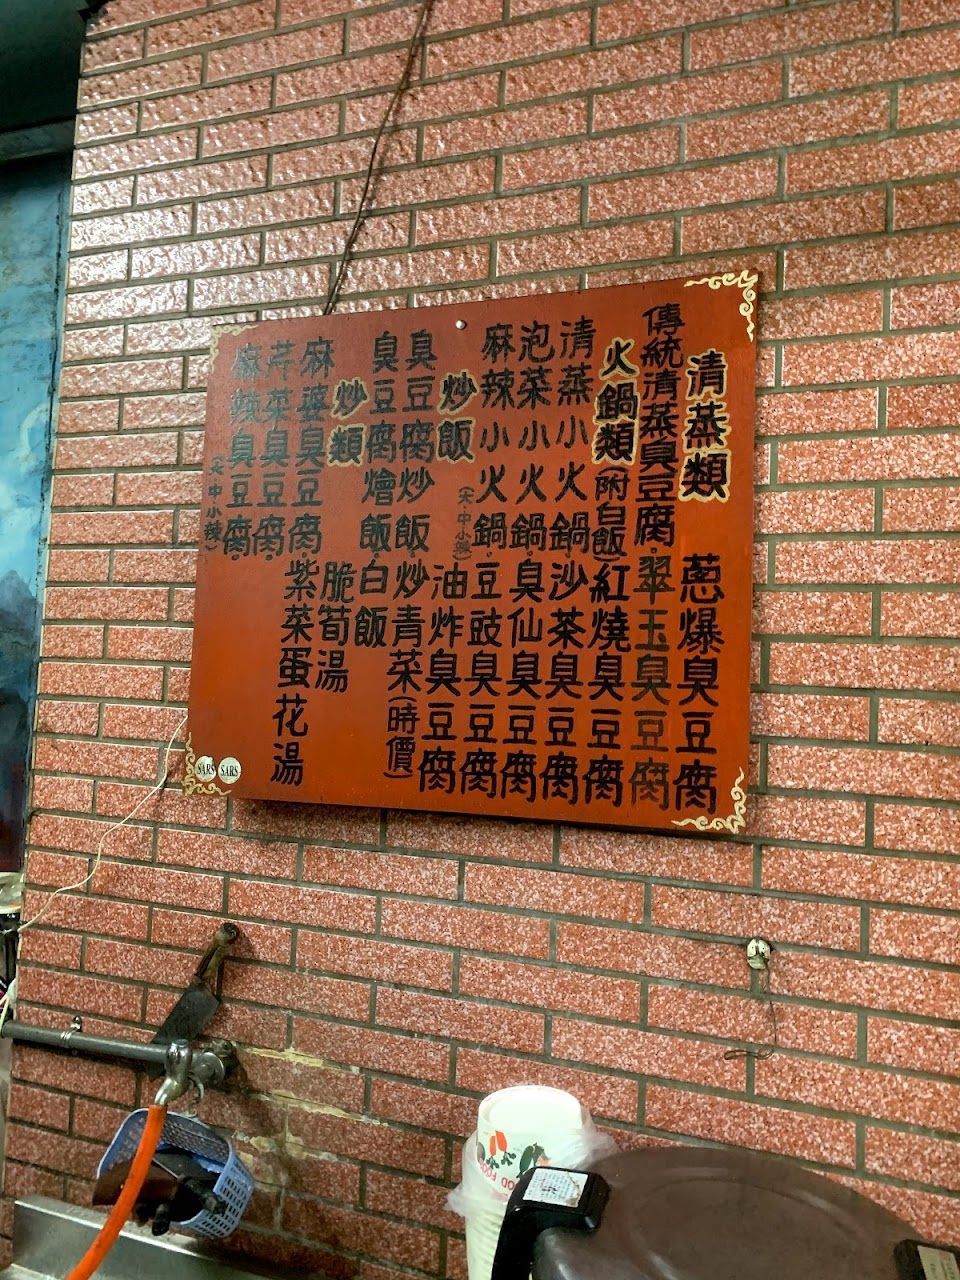 清蒸類
傳統清蒸臭豆腐
火鍋類(附白飯)
清蒸小火鍋
泡菜小火鍋
麻辣小火鍋
(大.中小辣)
炒飯
臭豆腐炒飯
臭豆腐燴飯
炒類
麻婆臭豆腐
芹菜臭豆腐
麻辣臭豆腐
(大.中小辣)
葱爆臭豆腐
翠玉臭豆腐
紅燒臭豆腐
沙茶臭豆腐
臭仙臭豆腐
豆豉臭豆腐
油炸臭豆腐
炒青菜(時價)
白飯
脆筍湯
紫菜蛋花湯
SARS SARS